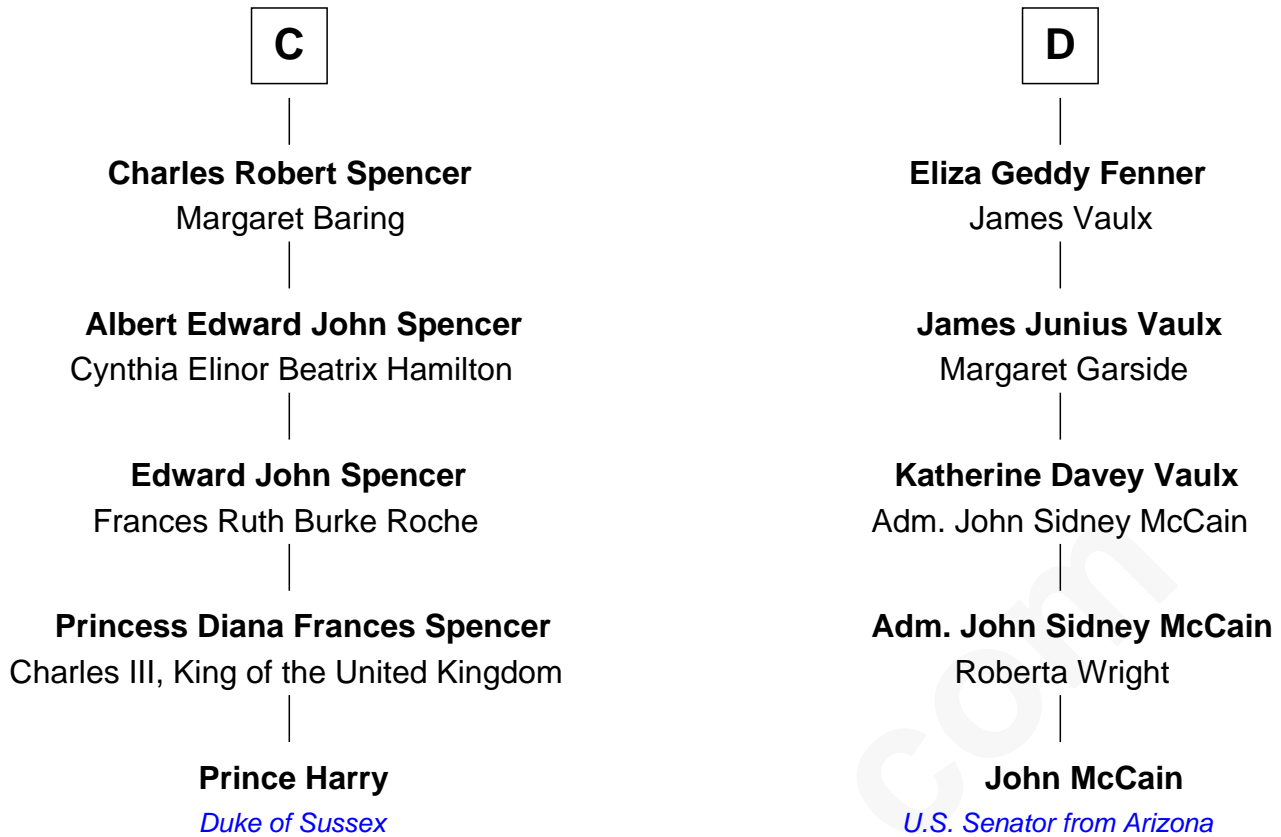 C
Charles Robert Spencer
Margaret Baring
Albert Edward John Spencer
Cynthia Elinor Beatrix Hamilton
Edward John Spencer
Frances Ruth Burke Roche
Princess Diana Frances Spencer
Charles III, King of the United Kingdom
Prince Harry
Duke of Sussex
D
Eliza Geddy Fenner
James Vaulx
James Junius Vaulx
Margaret Garside
Katherine Davey Vaulx
Adm. John Sidney McCain
Adm. John Sidney McCain
Roberta Wright
John McCain
U.S. Senator from Arizona
com